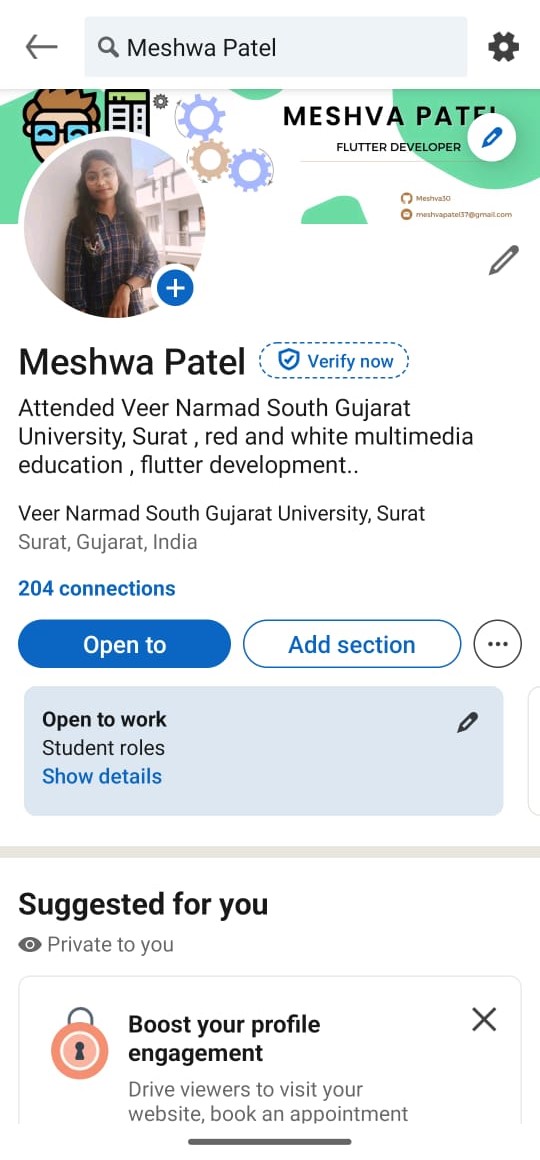 Meshwa Patel
MESHVA PATEL
FLUTTER DEVELOPER
Meshva30
meshvapatel37@gmail.com
Meshwa Patel
Verify now
Attended Veer Narmad South Gujarat
University, Surat , red and white multimedia
education , flutter development..
Veer Narmad South Gujarat University, Surat
Surat, Gujarat, India
204 connections
Open to
Add section
Open to work
Student roles
Show details
Suggested for you
Private to you
Boost your profile
engagement
Drive viewers to visit your
website, book an appointment